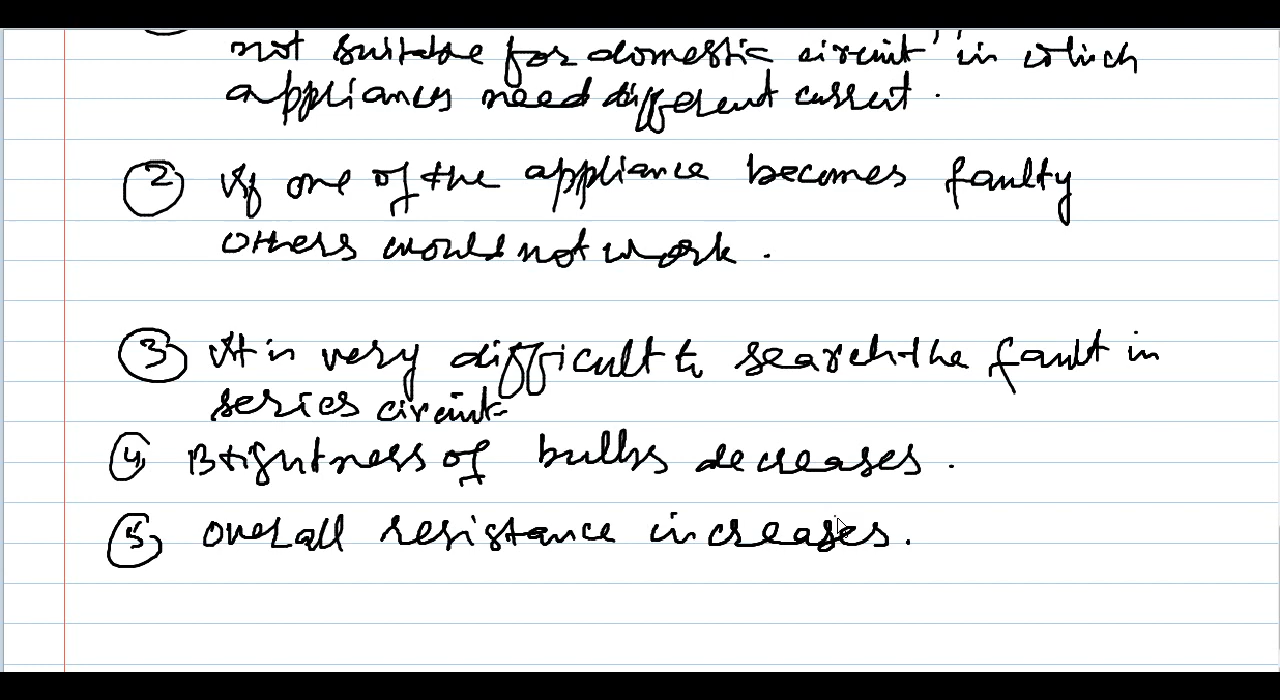 not suitable for domestic circuit' in which
appliances need different current.
② If one of the appliance becomes faulty
others would not work.
③ It is very difficult to search the fault in
series circuit
④ Brightness of bulbs decreases.
⑤ overall resistance increases.